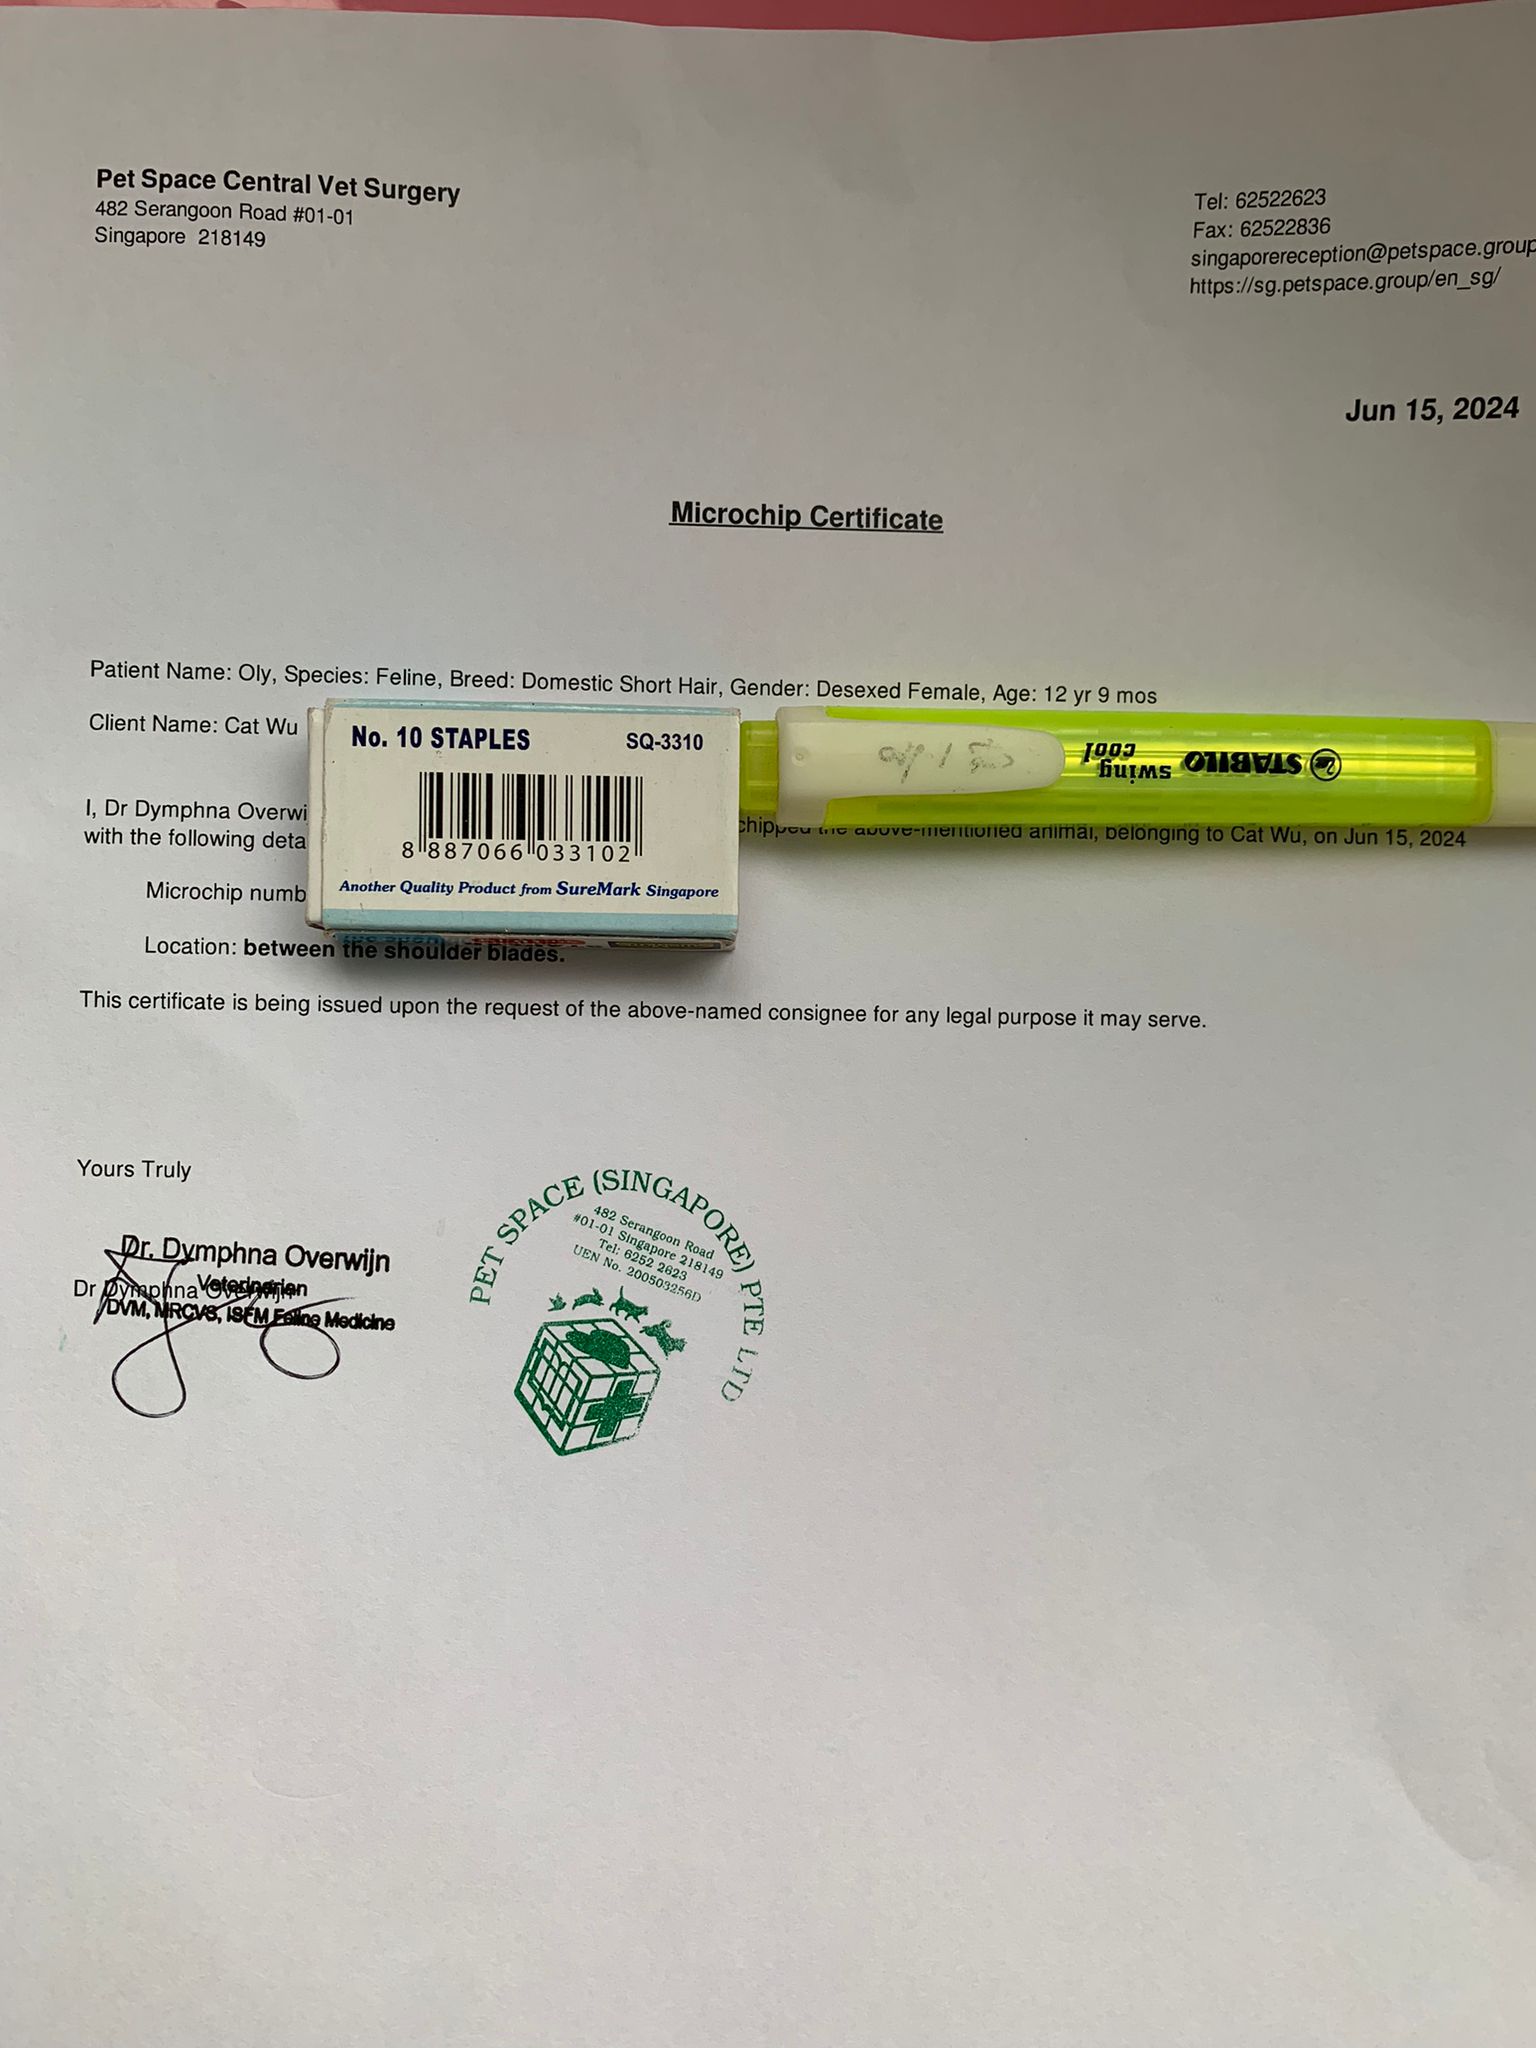 Pet Space Central Vet Surgery
482 Serangoon Road #01-01
Singapore 218149
Tel: 62522623
Fax: 62522836
singaporereception@petspace.group
https://sg.petspace.group/en_sg/
Jun 15, 2024
Microchip Certificate
Patient Name: Oly, Species: Feline, Breed: Domestic Short Hair, Gender: Desexed Female, Age: 12 yr 9 mos
Client Name: Cat Wu
No. 10 STAPLES SQ-3310
8 887066 033102
Another Quality Product from SureMark Singapore
STABILO swing cool
I, Dr Dymphna Overwi chipped the above-mentioned animal, belonging to Cat Wu, on Jun 15, 2024
with the following deta
Microchip numb
Location: between the shoulder blades.
This certificate is being issued upon the request of the above-named consignee for any legal purpose it may serve.
Yours Truly
Dr. Dymphna Overwijn
Veterinarian
Dr Dymphna Overwijn
DVM, MRCVS, ISFM Feline Medicine
PET SPACE (SINGAPORE) PTE LTD
482 Serangoon Road
#01-01 Singapore 218149
Tel: 6252 2623
UEN No. 200503256D